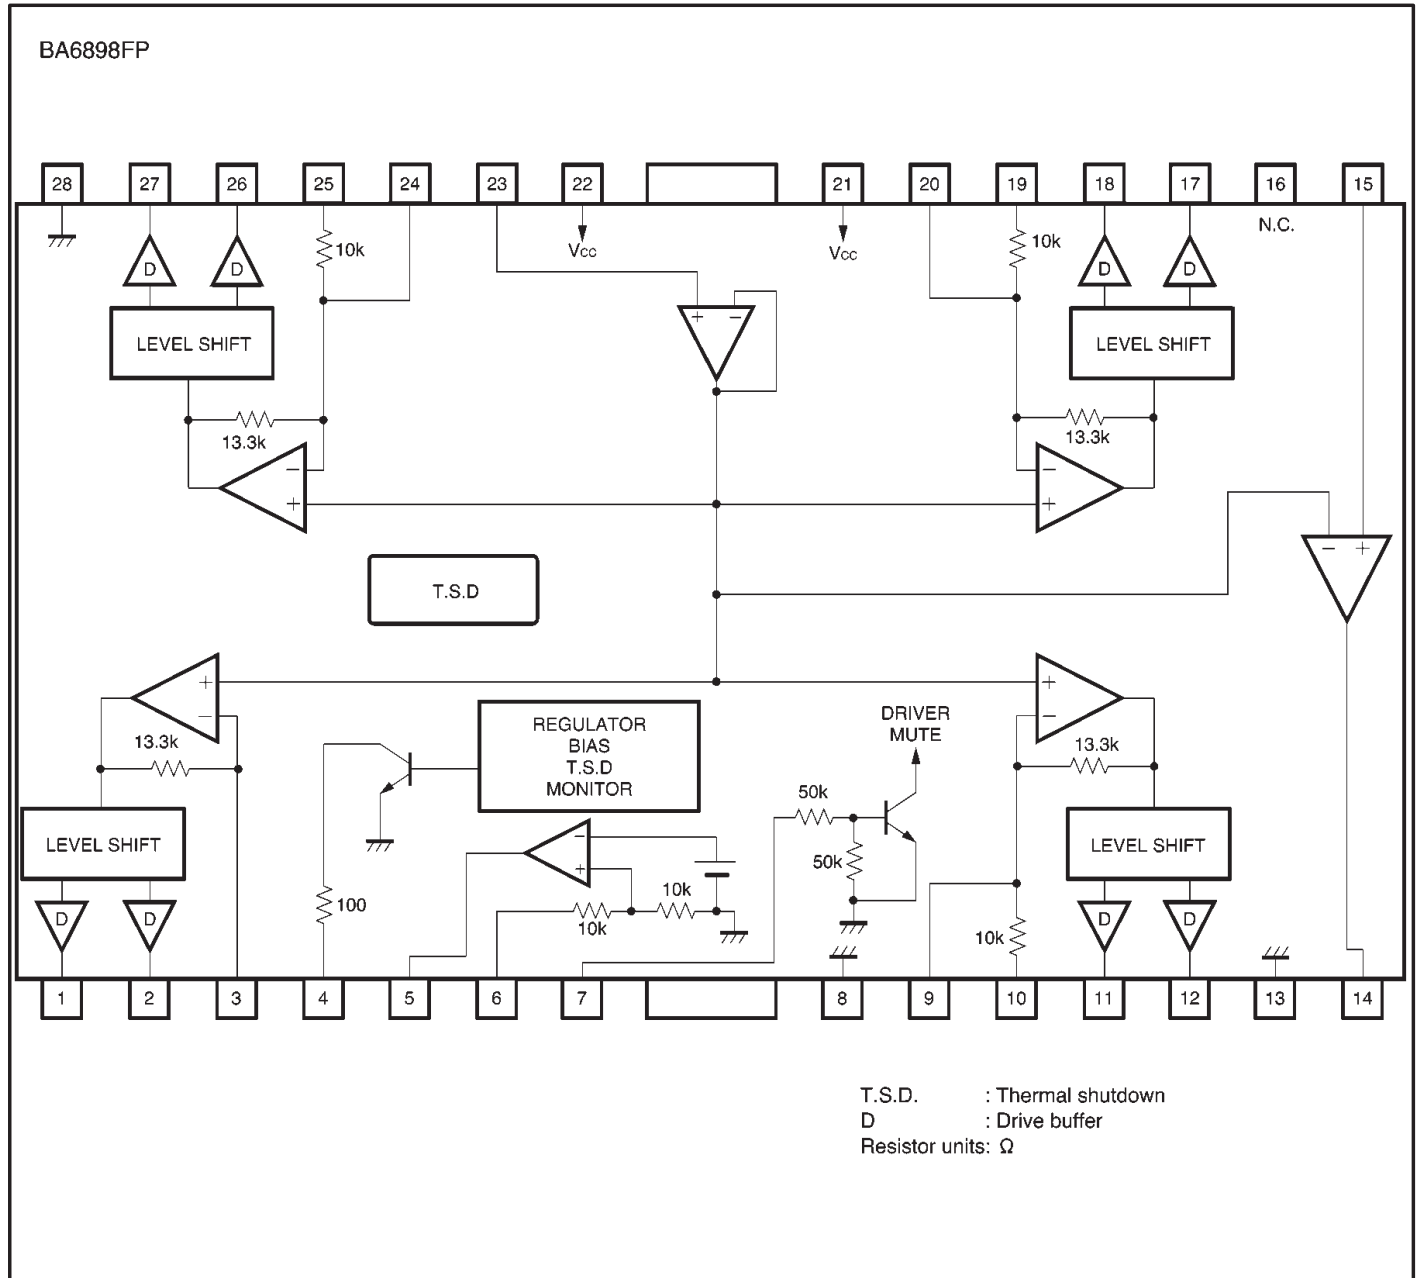 BA6898FP
28 27 26 25 24 23 22 21 20 19 18 17 16 15
N.C.
10k 10k
Vcc Vcc
D D D D
+ −
LEVEL SHIFT LEVEL SHIFT
13.3k 13.3k
− −
+ +
− +
T.S.D
+ +
− −
REGULATOR
BIAS
T.S.D
MONITOR
DRIVER
MUTE
13.3k 13.3k
50k
−
+
50k
LEVEL SHIFT LEVEL SHIFT
10k
100
10k
D D D D
10k
1 2 3 4 5 6 7 8 9 10 11 12 13 14
T.S.D. : Thermal shutdown
D : Drive buffer
Resistor units: Ω